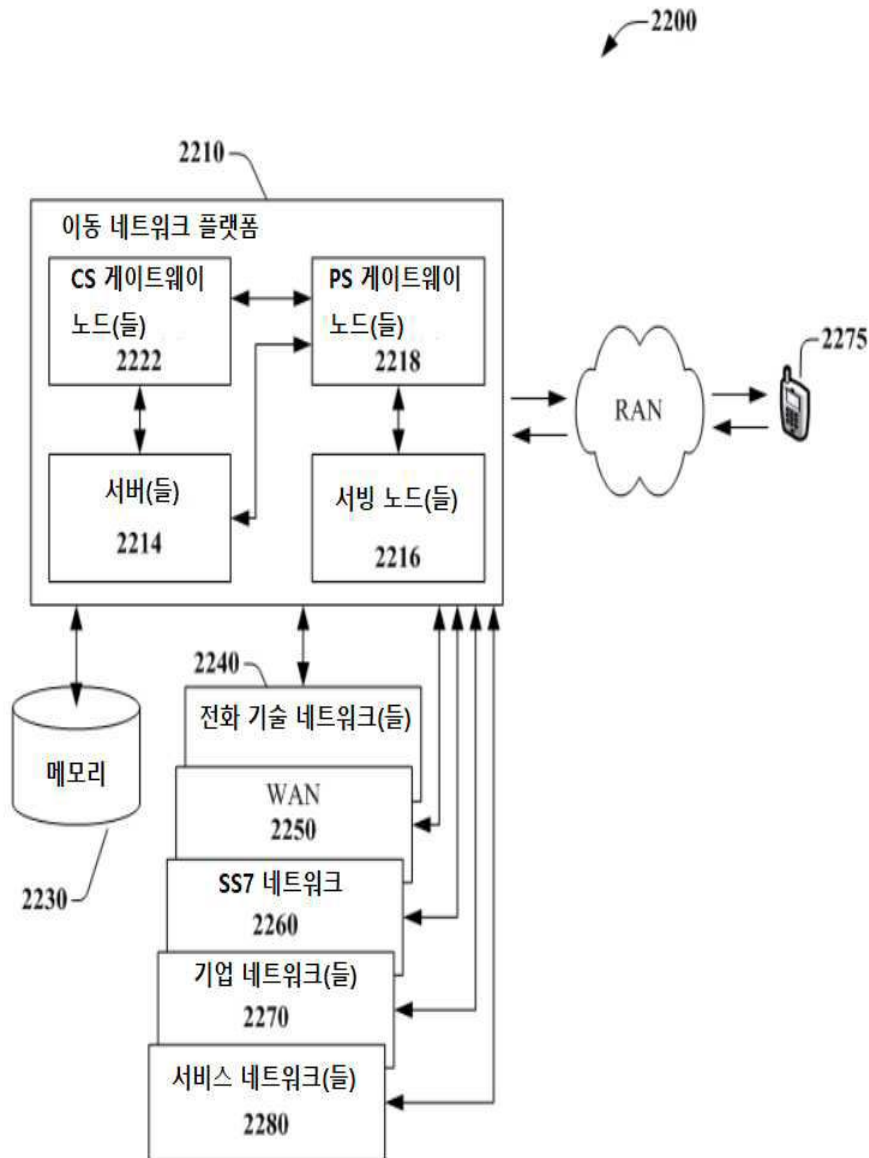 2200
2210
이동 네트워크 플랫폼
CS 게이트웨이
노드(들)
2222
PS 게이트웨이
노드(들)
2218
서버(들)
2214
서빙 노드(들)
2216
RAN
2275
메모리
2230
2240
전화 기술 네트워크(들)
WAN
2250
SS7 네트워크
2260
기업 네트워크(들)
2270
서비스 네트워크(들)
2280